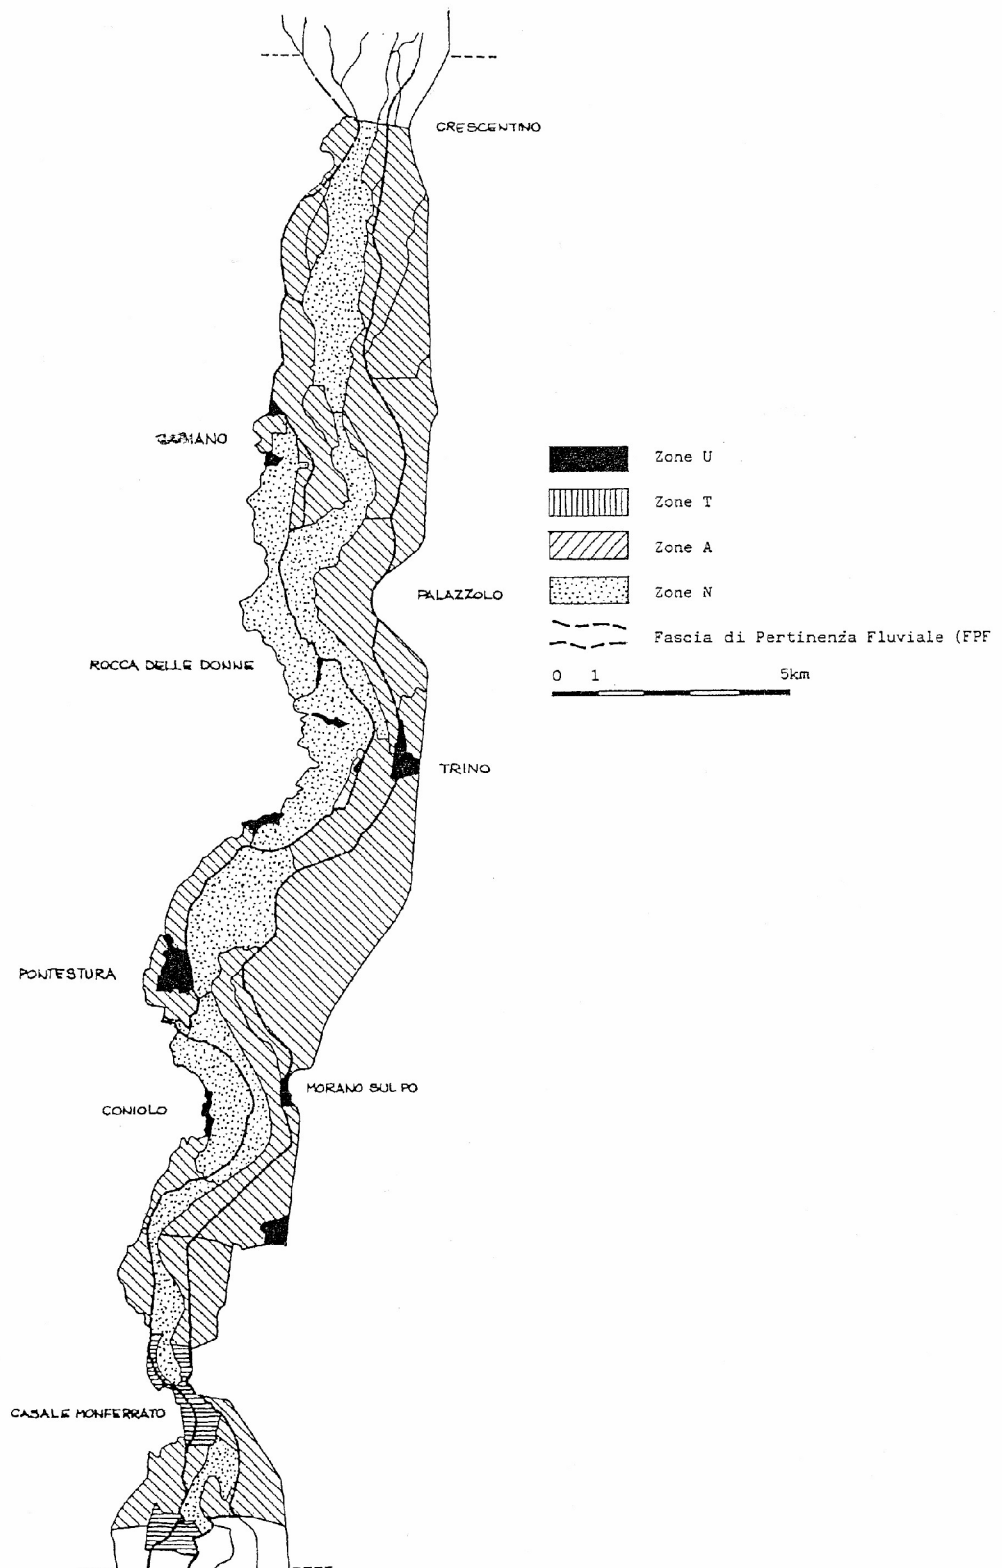 CRESCENTINO
GABIANO
Zone U
Zone T
Zone A
Zone N
PALAZZOLO
Fascia di Pertinenza Fluviale (FPF
ROCCA DELLE DONNE
0 1 5km
TRINO
PONTESTURA
MORANO SUL PO
CONIOLO
CASALE MONFERRATO